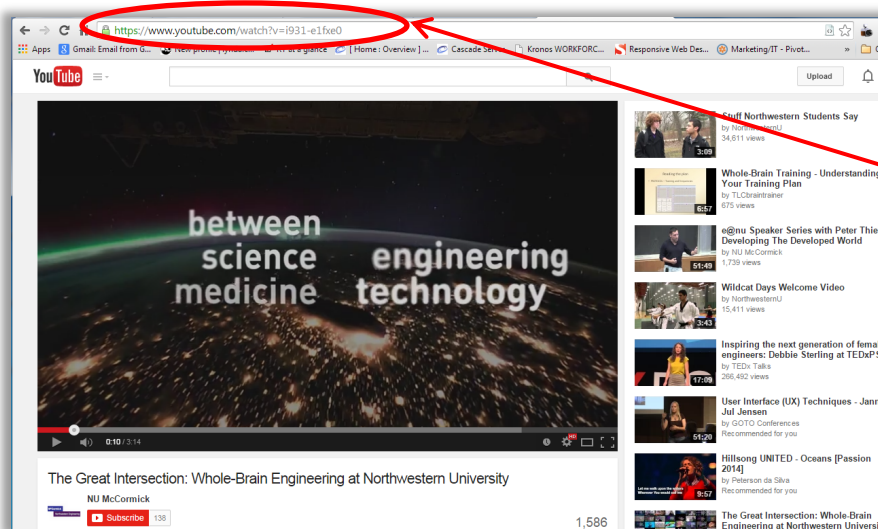 https://www.youtube.com/watch?v=i931-e1fxe0
Apps Gmail: Email from G... at a glance [ Home : Overview ] ... Cascade Server Kronos WORKFORC... Responsive Web Des... Marketing/IT - Pivot... »
YouTube
Upload
between
science engineering
medicine technology
0:10 / 3:14
HD
The Great Intersection: Whole-Brain Engineering at Northwestern University
NU McCormick
Subscribe 138
1,586
Stuff Northwestern Students Say
by NorthwesternU
34,611 views
3:09
Whole-Brain Training - Understanding
Your Training Plan
by TLCbraintrainer
675 views
6:57
e@nu Speaker Series with Peter Thie
Developing The Developed World
by NU McCormick
1,739 views
51:49
Wildcat Days Welcome Video
by NorthwesternU
15,411 views
3:43
Inspiring the next generation of fema
engineers: Debbie Sterling at TEDxPS
by TEDx Talks
266,492 views
17:09
User Interface (UX) Techniques - Jann
Jul Jensen
by GOTO Conferences
Recommended for you
51:20
Hillsong UNITED - Oceans [Passion
2014]
by Peterson da Silva
Recommended for you
9:57
The Great Intersection: Whole-Brain
Engineering at Northwestern Universi